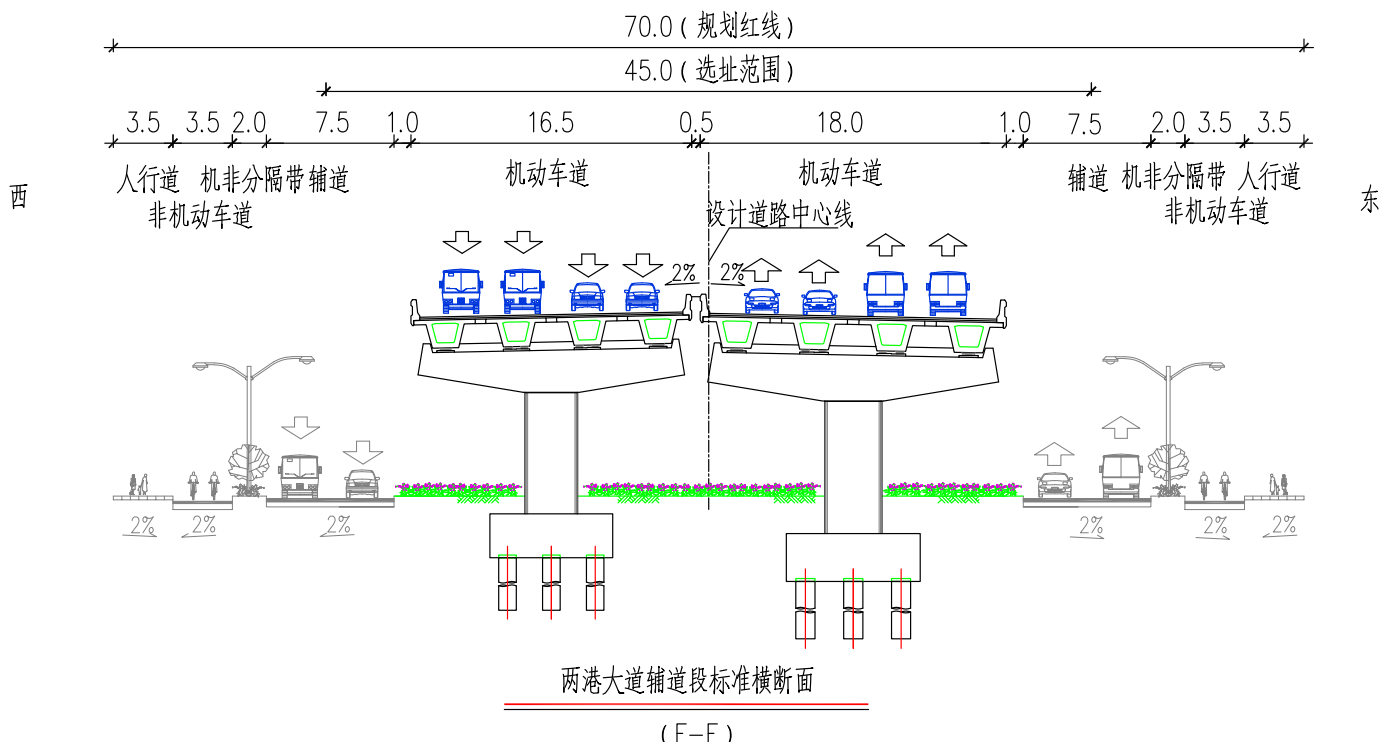 70.0(规划红线)
45.0(选址范围)
3.5 3.5 2.0 7.5 1.0 16.5 0.5 18.0 1.0 7.5 2.0 3.5 3.5
人行道 机非分隔带 辅道 机动车道 机动车道 辅道 机非分隔带 人行道
西 非机动车道 设计道路中心线 非机动车道 东
2% 2%
2% 2% 2% 2% 2% 2%
两港大道辅道段标准横断面